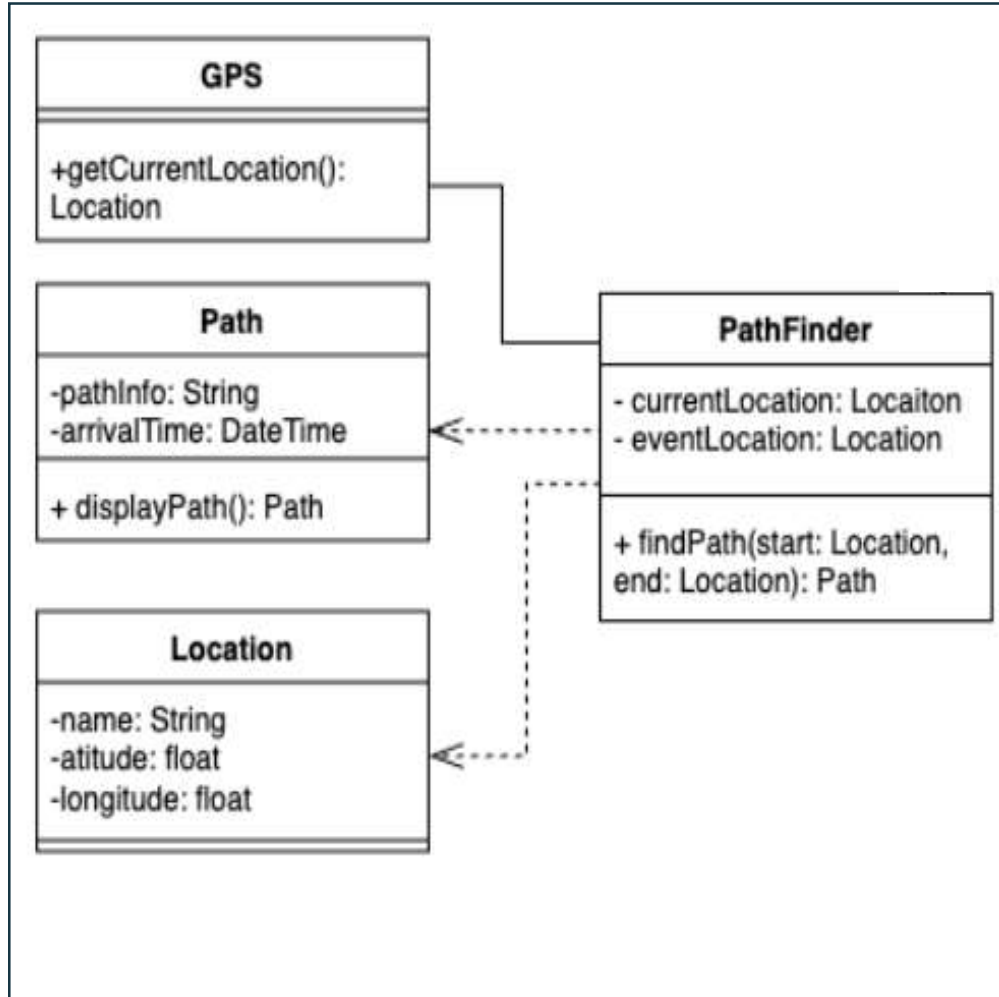 GPS
+getCurrentLocation():
Location
Path
-pathInfo: String
-arrivalTime: DateTime
+ displayPath(): Path
PathFinder
- currentLocation: Locaiton
- eventLocation: Location
+ findPath(start: Location,
end: Location): Path
Location
-name: String
-atitude: float
-longitude: float